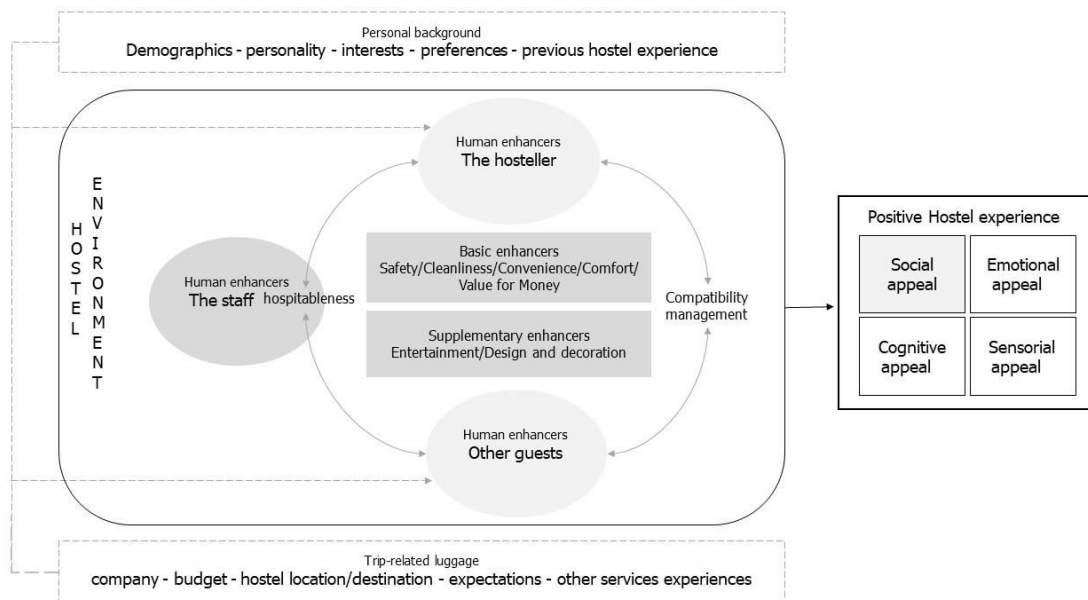 Personal background
Demographics - personality - interests - preferences - previous hostel experience
HOSTEL
ENVIRONMENT
Human enhancers
The hosteller
Basic enhancers
Safety/Cleanliness/Convenience/Comfort/
Value for Money
Human enhancers
The staff
hospitableness
Compatibility
management
Supplementary enhancers
Entertainment/Design and decoration
Human enhancers
Other guests
Positive Hostel experience
Social
appeal
Emotional
appeal
Cognitive
appeal
Sensorial
appeal
Trip-related luggage
company - budget - hostel location/destination - expectations - other services experiences